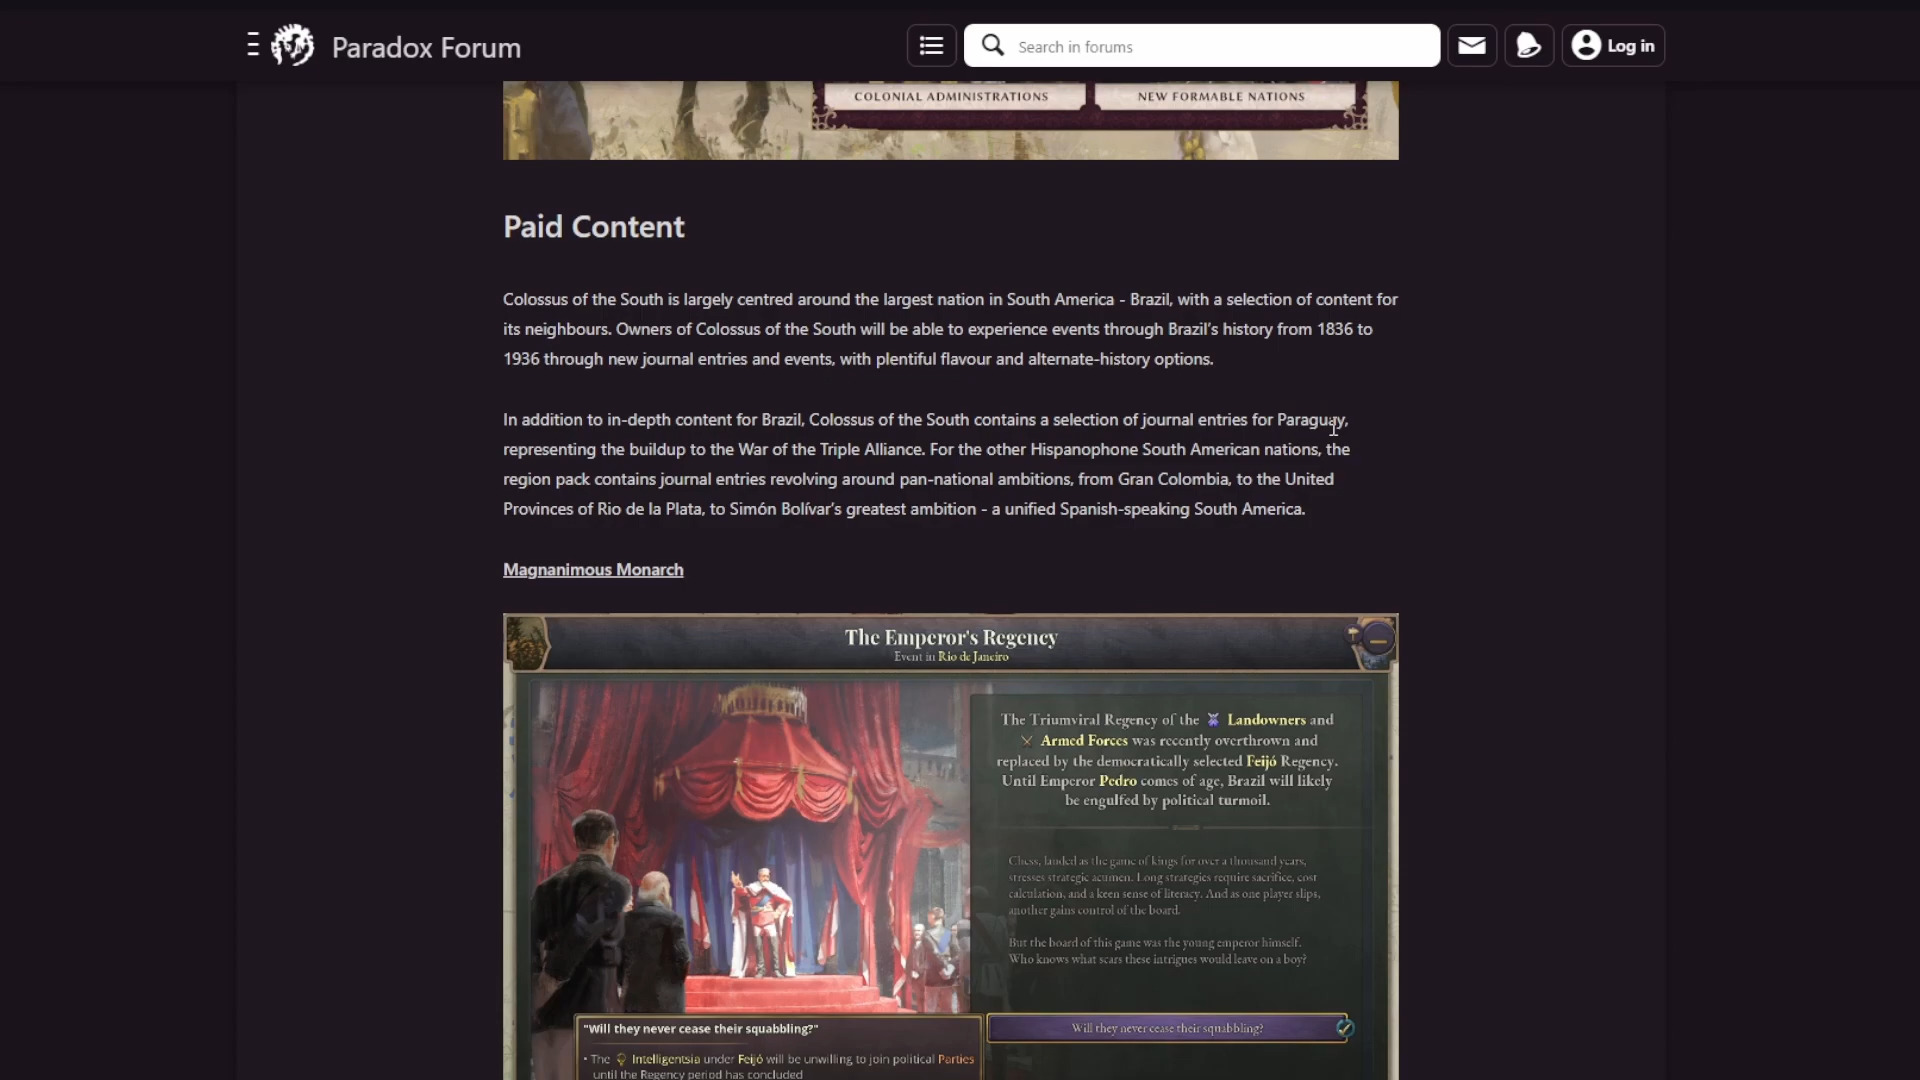 Paradox Forum
Search in forums
Log in
COLONIAL ADMINISTRATIONS
NEW FORMABLE NATIONS
Paid Content
Colossus of the South is largely centred around the largest nation in South America - Brazil, with a selection of content for
its neighbours. Owners of Colossus of the South will be able to experience events through Brazil's history from 1836 to
1936 through new journal entries and events, with plentiful flavour and alternate-history options.
In addition to in-depth content for Brazil, Colossus of the South contains a selection of journal entries for Paraguay,
representing the buildup to the War of the Triple Alliance. For the other Hispanophone South American nations, the
region pack contains journal entries revolving around pan-national ambitions, from Gran Colombia, to the United
Provinces of Rio de la Plata, to Simón Bolívar's greatest ambition - a unified Spanish-speaking South America.
Magnanimous Monarch
The Emperor's Regency
Event in Rio de Janeiro
The Triumviral Regency of the Landowners and
Armed Forces was recently overthrown and
replaced by the democratically selected Feijó Regency.
Until Emperor Pedro comes of age, Brazil will likely
be engulfed by political turmoil.
Chess, lauded as the game of kings for over a thousand years,
stresses strategic acumen. Long strategies require sacrifice, cost
calculation, and a keen sense of literacy. And as one player slips,
another gains control of the board.
But the board of this game was the young emperor himself.
Who knows what scars these intrigues would leave on a boy?
"Will they never cease their squabbling?"
Will they never cease their squabbling?
• The Intelligentsia under Feijó will be unwilling to join political Parties
until the Regency period has concluded